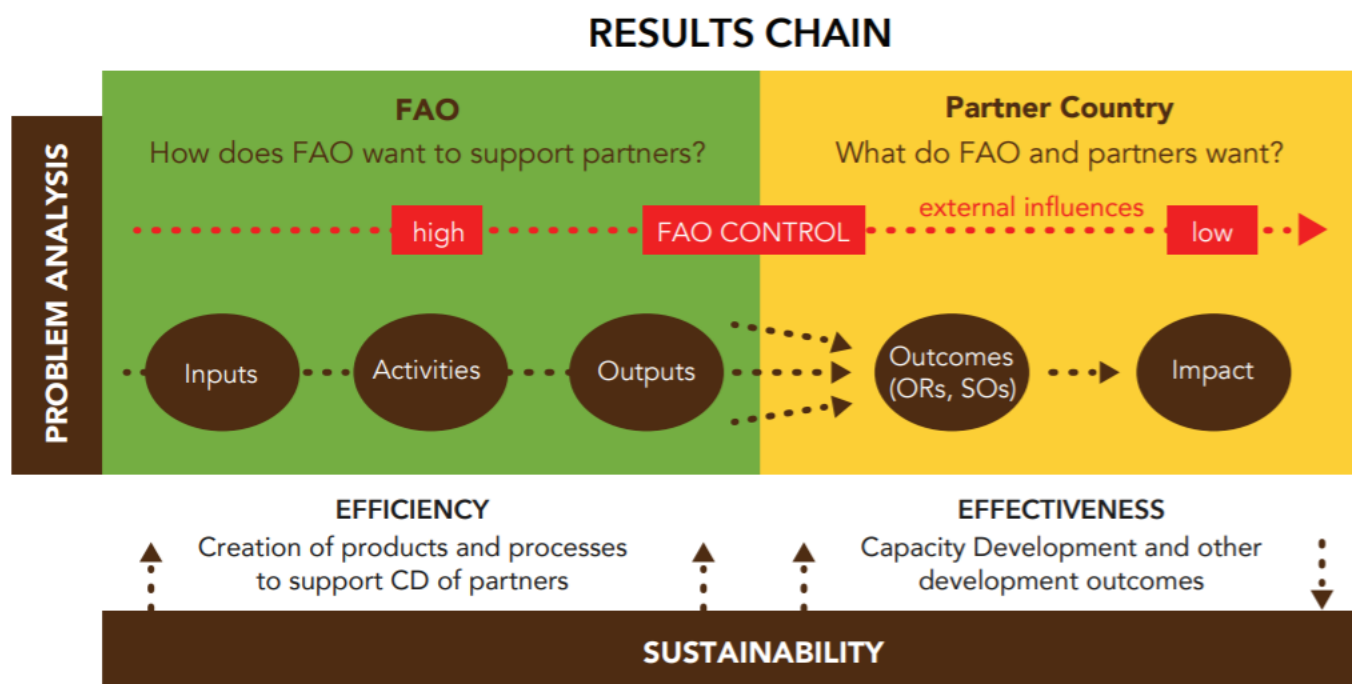 RESULTS CHAIN
PROBLEM ANALYSIS
FAO
How does FAO want to support partners?
Partner Country
What do FAO and partners want?
high
FAO CONTROL
external influences
low
Inputs
Activities
Outputs
Outcomes
(ORs, SOs)
Impact
EFFICIENCY
Creation of products and processes
to support CD of partners
EFFECTIVENESS
Capacity Development and other
development outcomes
SUSTAINABILITY